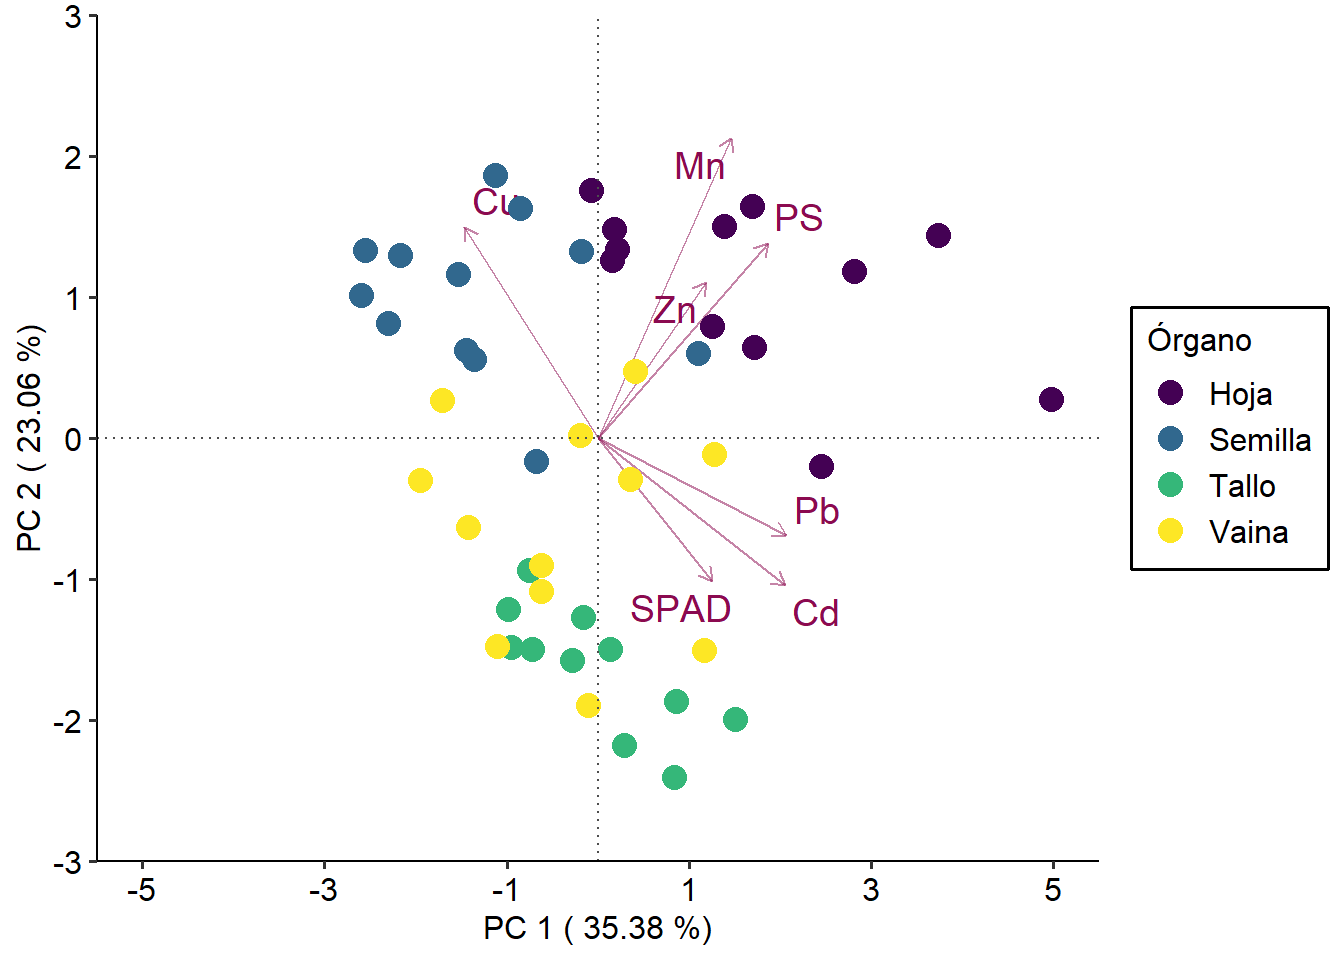 3
2
1
0
-1
-2
-3
PC 2 ( 23.06 %)
Mn
Cu
PS
Zn
Pb
SPAD
Cd
-5
-3
-1
1
3
5
PC 1 ( 35.38 %)
Órgano
Hoja
Semilla
Tallo
Vaina